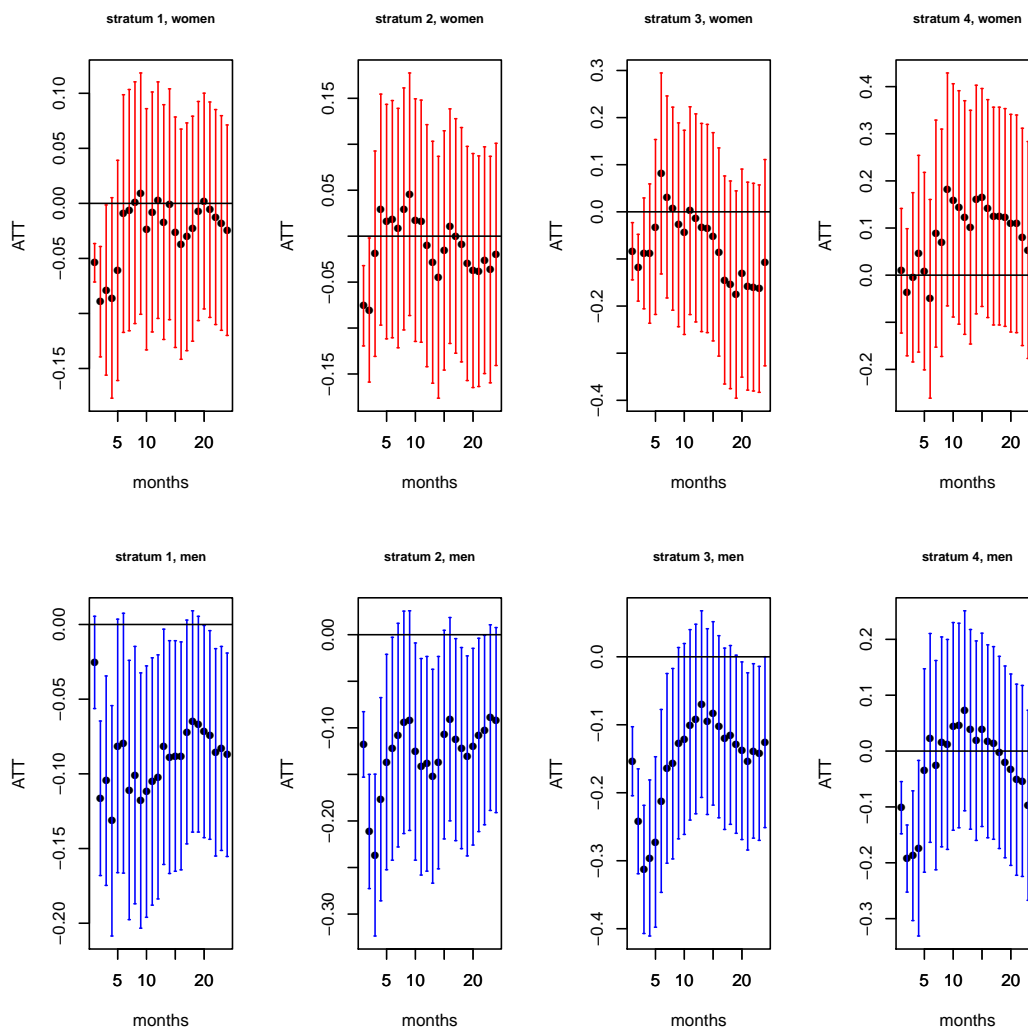 stratum 1, women
stratum 2, women
stratum 3, women
stratum 4, women
ATT
0.10
0.05
0.00
−0.05
−0.15
5 10 20
months
ATT
0.15
0.05
−0.05
−0.15
5 10 20
months
ATT
0.3
0.2
0.1
0.0
−0.2
−0.4
5 10 20
months
ATT
0.4
0.3
0.2
0.1
0.0
−0.2
5 10 20
months
stratum 1, men
stratum 2, men
stratum 3, men
stratum 4, men
ATT
0.00
−0.05
−0.10
−0.15
−0.20
5 10 20
months
ATT
0.00
−0.10
−0.20
−0.30
5 10 20
months
ATT
0.0
−0.1
−0.2
−0.3
−0.4
5 10 20
months
ATT
0.2
0.1
0.0
−0.1
−0.2
−0.3
5 10 20
months